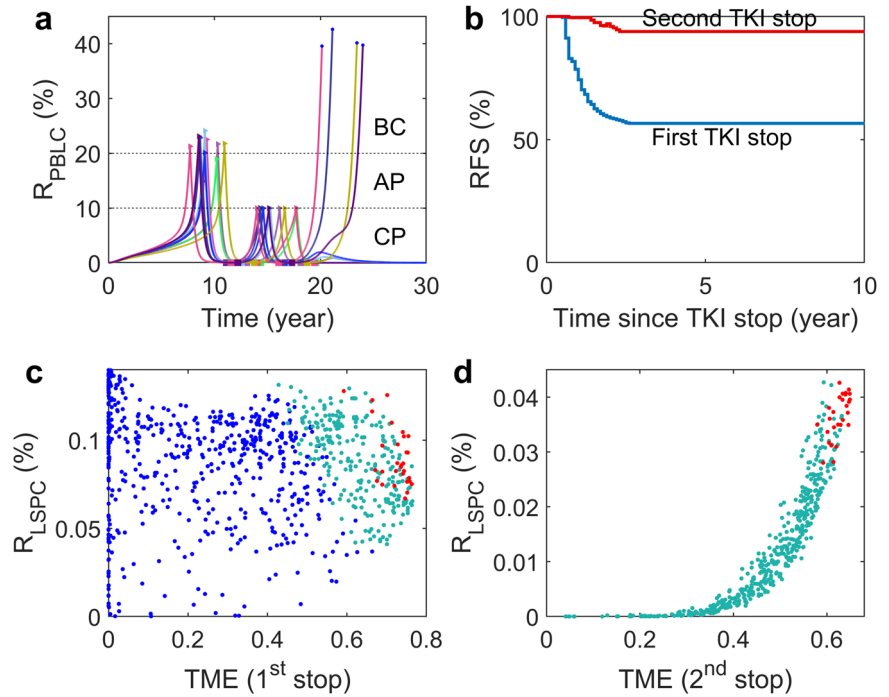 a
R_PBLC (%)
40
30
20
10
0
BC
AP
CP
0 10 20 30
Time (year)
b
RFS (%)
100
50
0
Second TKI stop
First TKI stop
0 5 10
Time since TKI stop (year)
c
R_LSPC (%)
0.1
0.05
0
0 0.2 0.4 0.6 0.8
TME (1st stop)
d
R_LSPC (%)
0.04
0.03
0.02
0.01
0
0 0.2 0.4 0.6
TME (2nd stop)